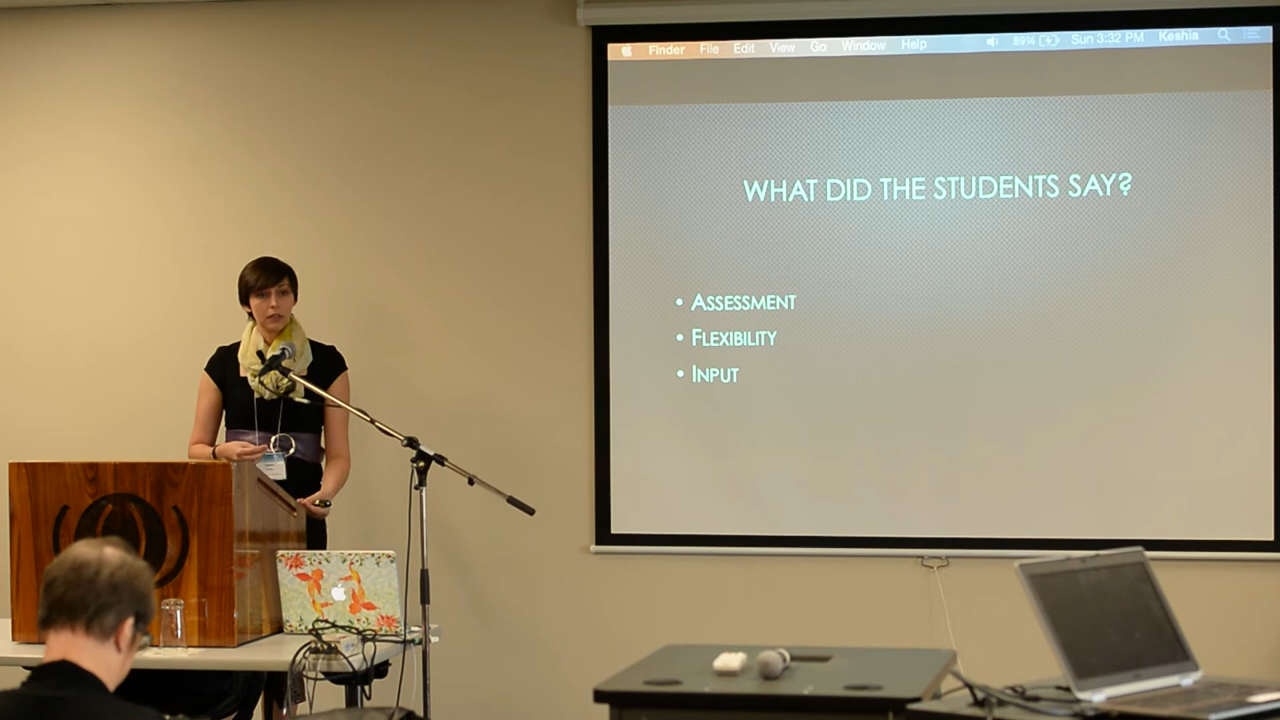 Finder File Edit View Go Window Help 89% Sun 3:32 PM Keshia
WHAT DID THE STUDENTS SAY?
• ASSESSMENT
• FLEXIBILITY
• INPUT